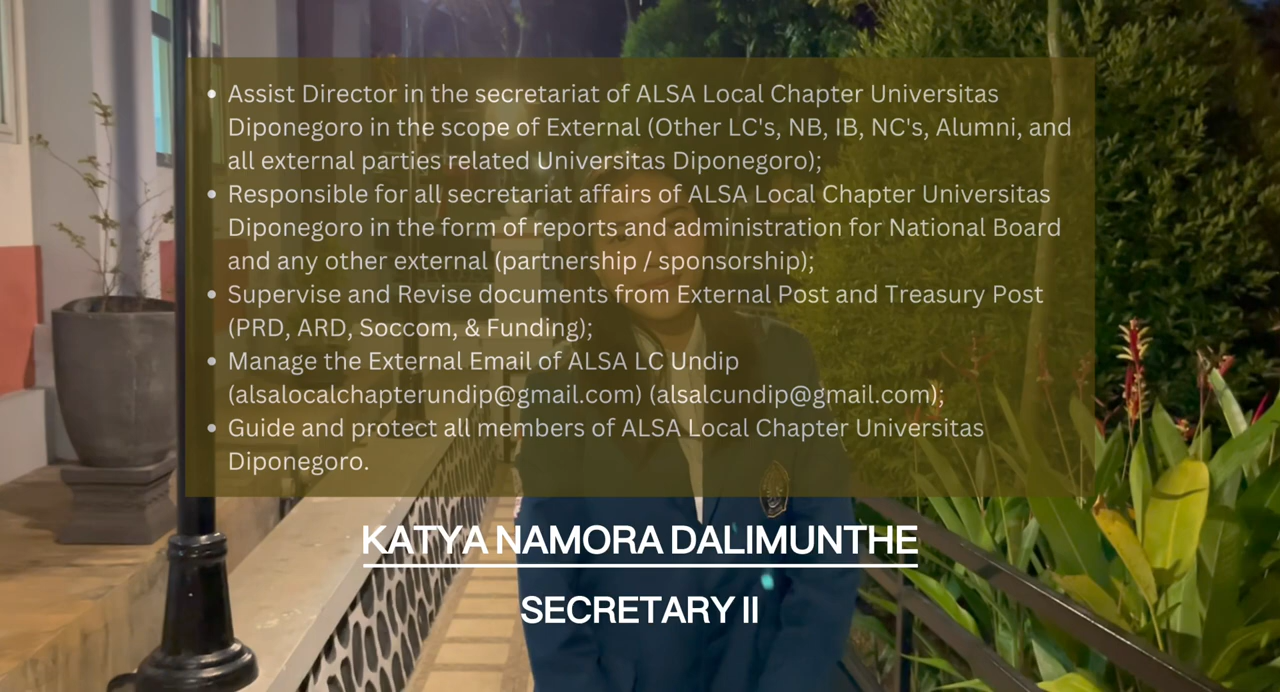 • Assist Director in the secretariat of ALSA Local Chapter Universitas
Diponegoro in the scope of External (Other LC's, NB, IB, NC's, Alumni, and
all external parties related Universitas Diponegoro);
• Responsible for all secretariat affairs of ALSA Local Chapter Universitas
Diponegoro in the form of reports and administration for National Board
and any other external (partnership / sponsorship);
• Supervise and Revise documents from External Post and Treasury Post
(PRD, ARD, Soccom, & Funding);
• Manage the External Email of ALSA LC Undip
(alsalocalchapterundip@gmail.com) (alsalcundip@gmail.com);
• Guide and protect all members of ALSA Local Chapter Universitas
Diponegoro.
KATYA NAMORA DALIMUNTHE
SECRETARY II